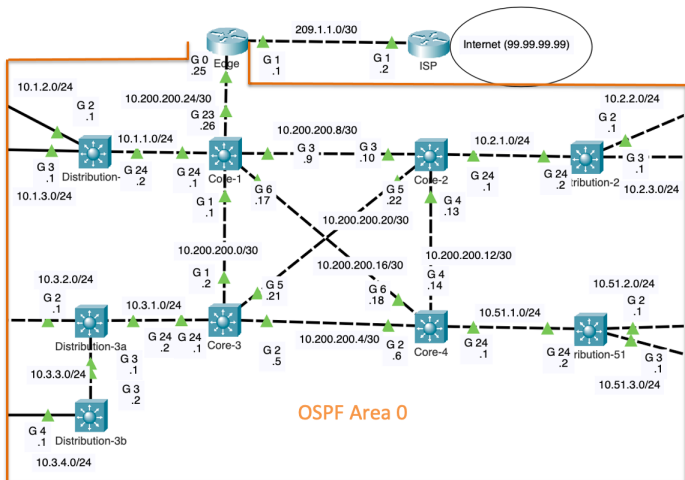 209.1.1.0/30
G 1
.1
G 1
.2
Internet (99.99.99.99)
Edge
ISP
G 0
.25
10.1.2.0/24
G 2
.1
10.200.200.24/30
G 23
.26
10.1.1.0/24
G 3
.1
Distribution-
G 24
.2
G 24
.1
Core-1
10.1.3.0/24
10.200.200.8/30
G 3
.9
G 3
.10
Core-2
10.2.1.0/24
G 24
.1
G 24
.2
tribution-2
10.2.2.0/24
G 2
.1
G 3
.1
10.2.3.0/24
G 1
.1
G 6
.17
G 5
.22
G 4
.13
10.200.200.20/30
10.200.200.0/30
10.200.200.16/30
10.200.200.12/30
G 1
.2
G 5
.21
G 6
.18
G 4
.14
10.3.2.0/24
G 2
.1
10.3.1.0/24
Distribution-3a
G 24
.2
G 24
.1
Core-3
G 2
.5
10.200.200.4/30
G 2
.6
Core-4
10.51.1.0/24
G 24
.1
G 24
.2
tribution-51
10.51.2.0/24
G 2
.1
G 3
.1
10.51.3.0/24
G 3
.1
10.3.3.0/24
G 3
.2
G 4
.1
Distribution-3b
10.3.4.0/24
OSPF Area 0